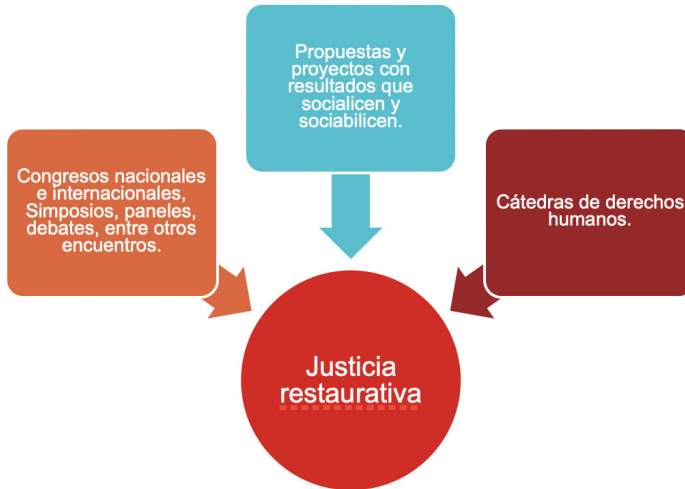 Propuestas y
proyectos con
resultados que
socialicen y
sociabilicen.
Congresos nacionales
e internacionales,
Simposios, paneles,
debates, entre otros
encuentros.
Cátedras de derechos
humanos.
Justicia
restaurativa